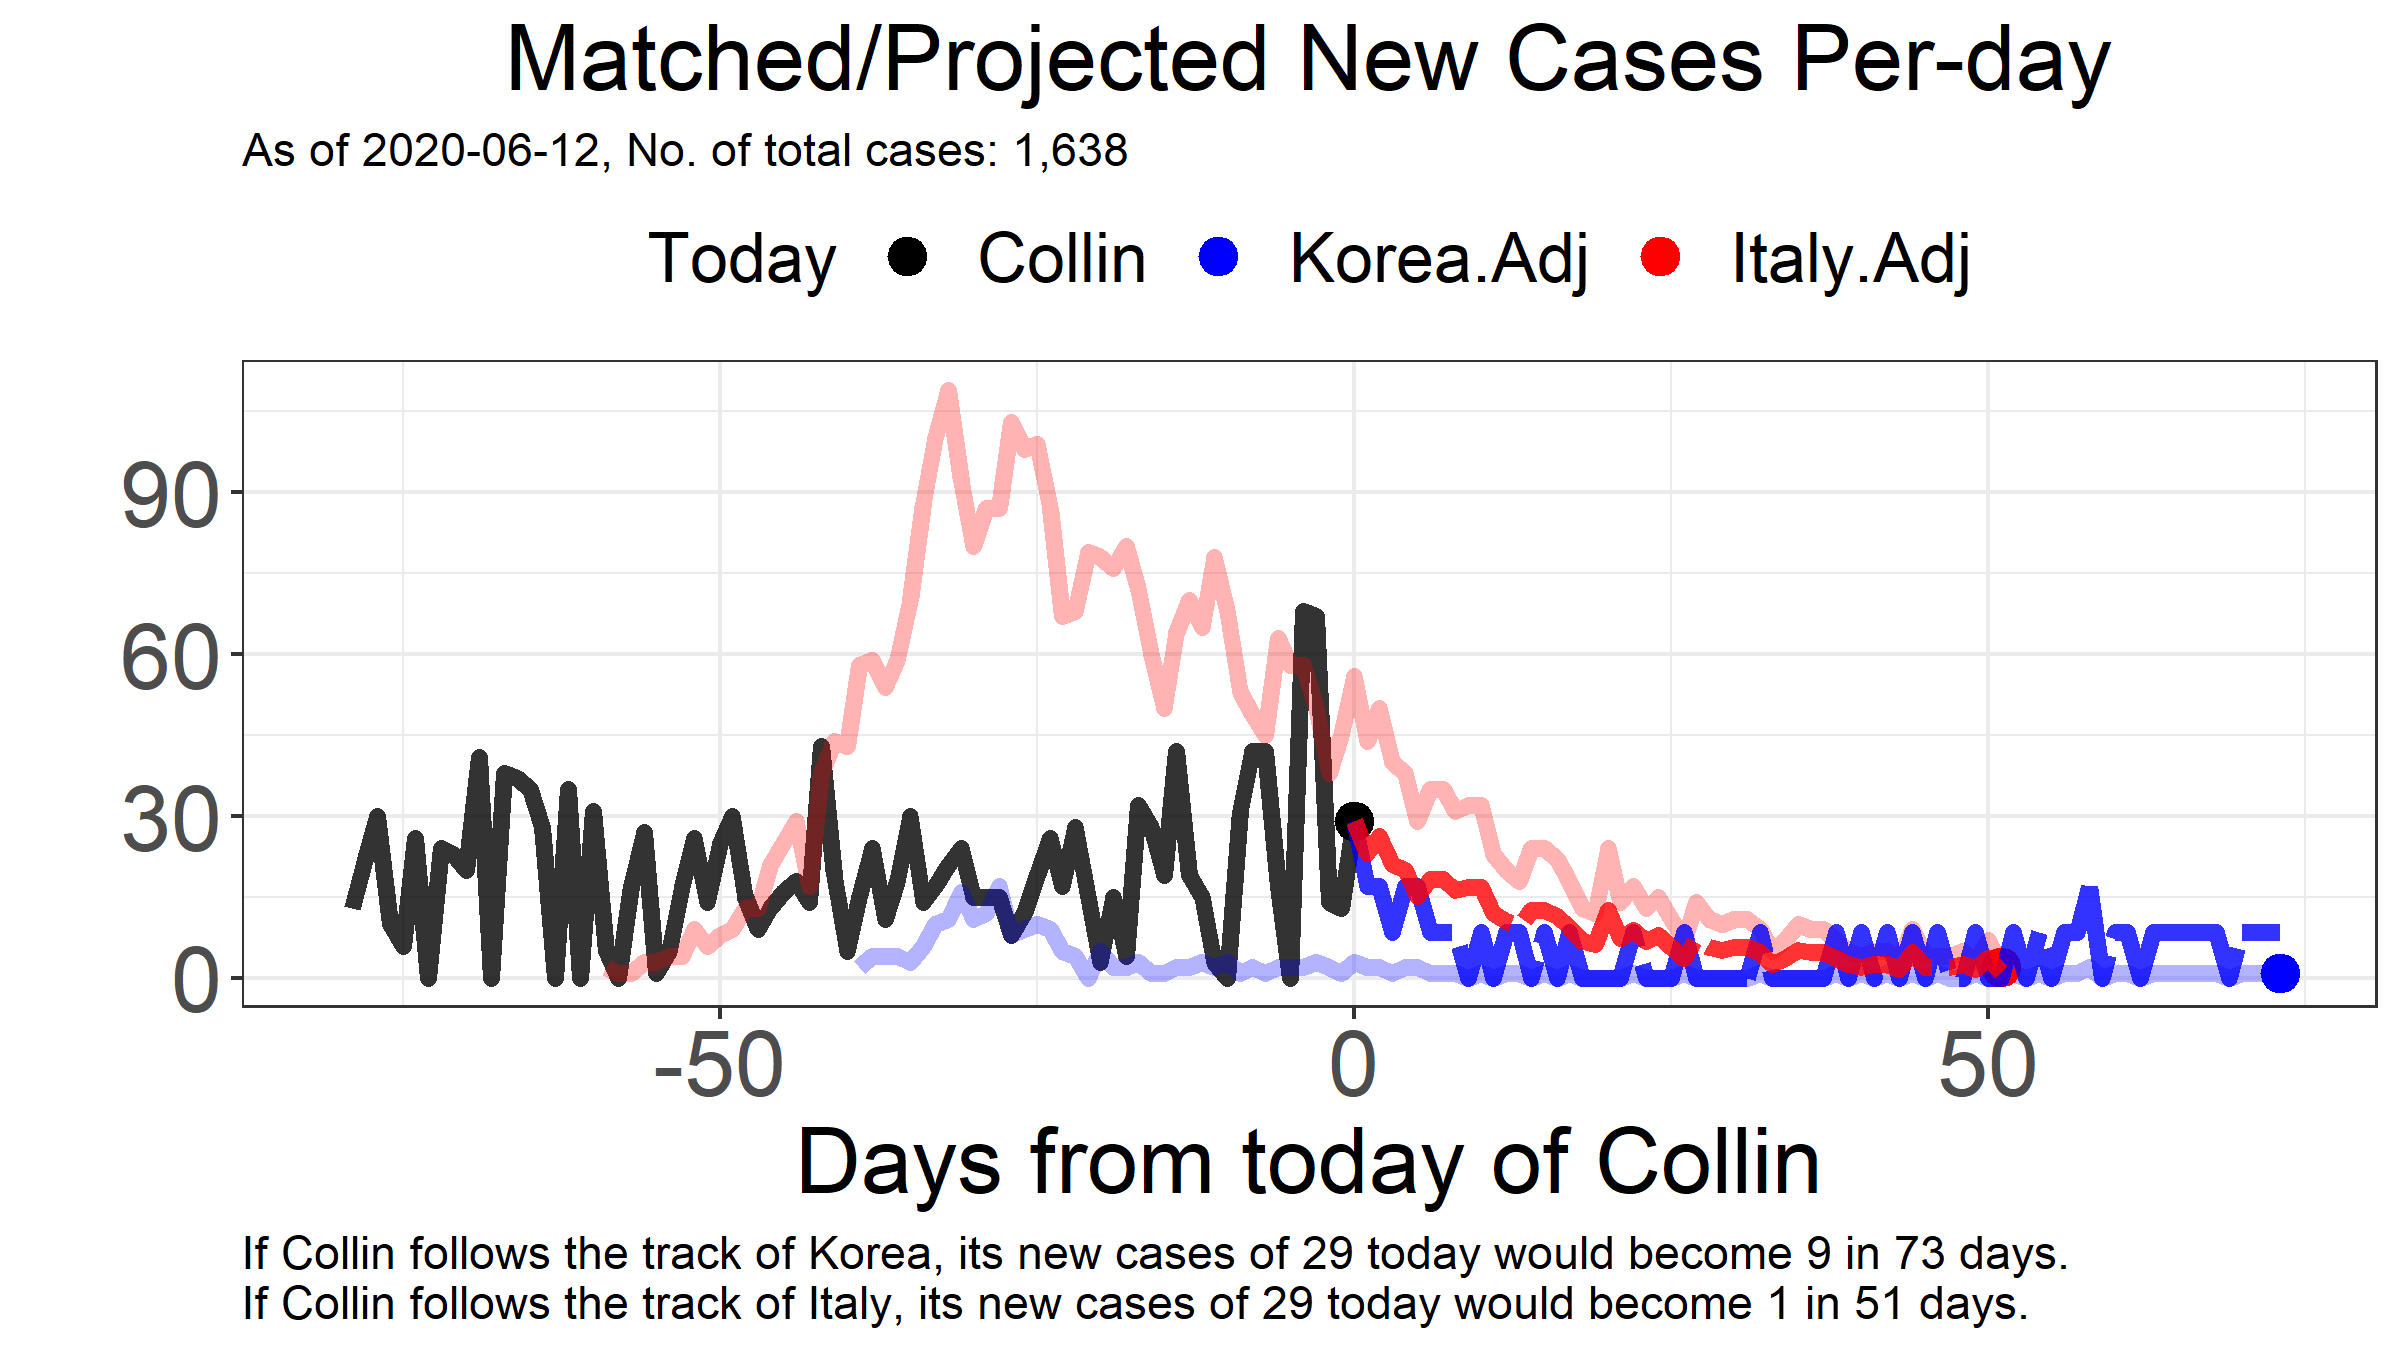 Matched/Projected New Cases Per-day
As of 2020-06-12, No. of total cases: 1,638
Today Collin Korea.Adj Italy.Adj
90
60
30
0
-50 0 50
Days from today of Collin
If Collin follows the track of Korea, its new cases of 29 today would become 9 in 73 days.
If Collin follows the track of Italy, its new cases of 29 today would become 1 in 51 days.